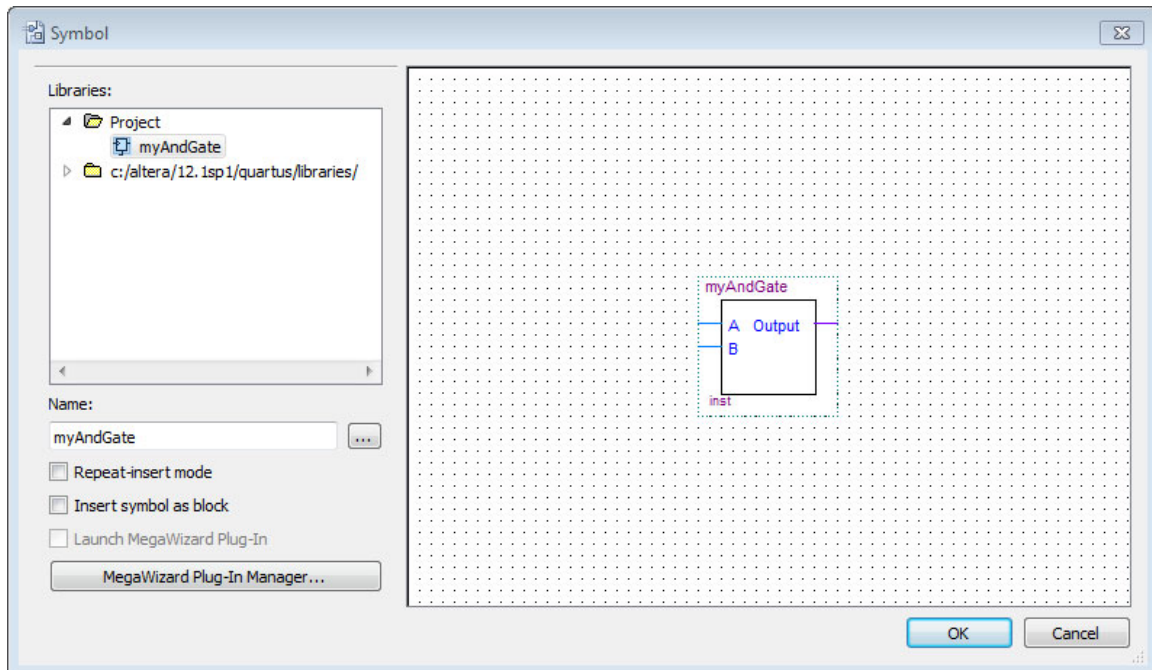 Symbol
Libraries:
Project
myAndGate
c:/altera/12.1sp1/quartus/libraries/
Name:
myAndGate
...
Repeat-insert mode
Insert symbol as block
Launch MegaWizard Plug-In
MegaWizard Plug-In Manager...
myAndGate
A Output
B
inst
OK Cancel